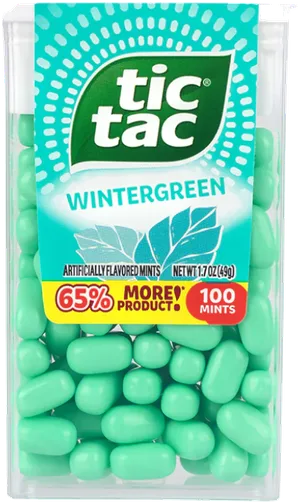 tic®
tac
WINTERGREEN
ARTIFICIALLY FLAVORED MINTS NET WT 1.7 OZ (49g)
65% MORE! 100
PRODUCT MINTS